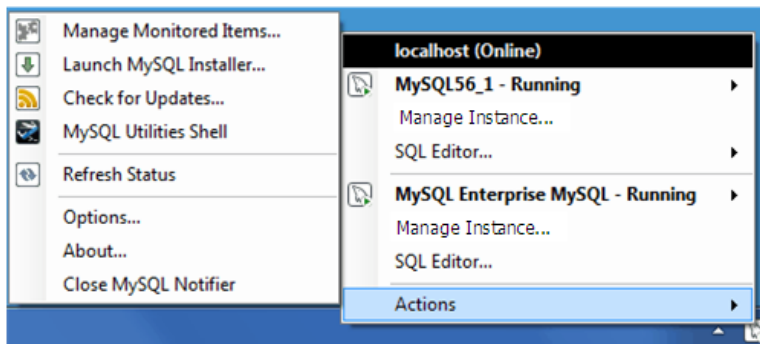 Manage Monitored Items...
Launch MySQL Installer...
Check for Updates...
MySQL Utilities Shell
Refresh Status
Options...
About...
Close MySQL Notifier
localhost (Online)
MySQL56_1 - Running
Manage Instance...
SQL Editor...
MySQL Enterprise MySQL - Running
Manage Instance...
SQL Editor...
Actions